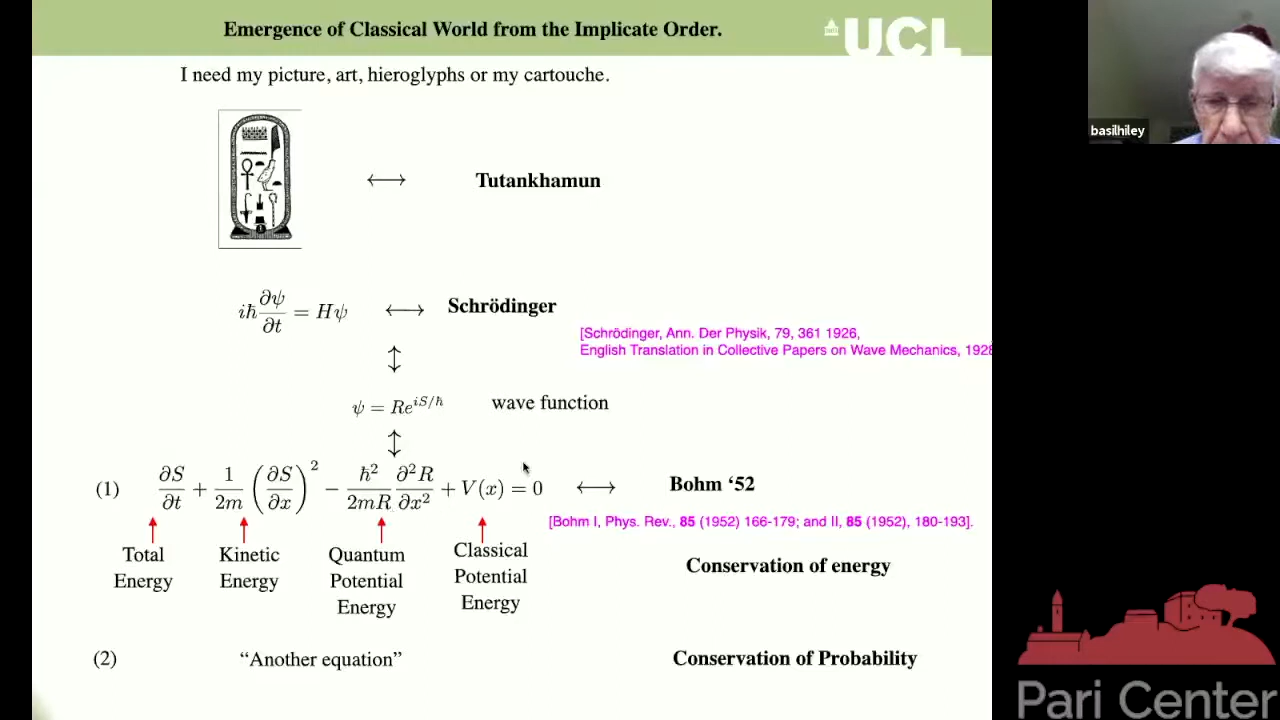 Emergence of Classical World from the Implicate Order.
UCL
I need my picture, art, hieroglyphs or my cartouche.
basilhiley
⟷ Tutankhamun
iℏ ∂ψ/∂t = Hψ ⟷ Schrödinger
[Schrödinger, Ann. Der Physik, 79, 361 1926,
English Translation in Collective Papers on Wave Mechanics, 1928
↕
ψ = Re^{iS/ℏ} wave function
↕
(1) ∂S/∂t + 1/2m (∂S/∂x)² − ℏ²/2mR ∂²R/∂x² + V(x) = 0 ⟷ Bohm ‘52
[Bohm I, Phys. Rev., 85 (1952) 166-179; and II, 85 (1952), 180-193].
Total
Energy
Kinetic
Energy
Quantum
Potential
Energy
Classical
Potential
Energy
Conservation of energy
(2) “Another equation” Conservation of Probability
Pari Center